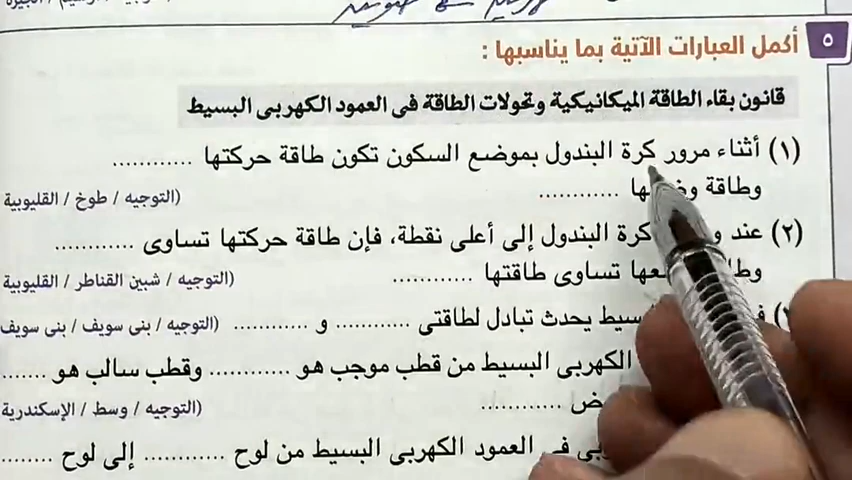 ٥ أكمل العبارات الآتية بما يناسبها :
قانون بقاء الطاقة الميكانيكية وتحولات الطاقة فى العمود الكهربى البسيط
(١) أثناء مرور كرة البندول بموضع السكون تكون طاقة حركتها ............
وطاقة ............ (التوجيه / طوخ / القليوبية
(٢) عند كرة البندول إلى أعلى نقطة، فإن طاقة حركتها تساوى ............
تساوى طاقتها ............ (التوجيه / شبين القناطر / القليوبية
يحدث تبادل لطاقتى ............ و ............ (التوجيه / بنى سويف / بنى سويف
الكهربى البسيط من قطب موجب هو ............ وقطب سالب هو .......
............ (التوجيه / وسط / الإسكندرية
فى العمود الكهربى البسيط من لوح ............ إلى لوح ........